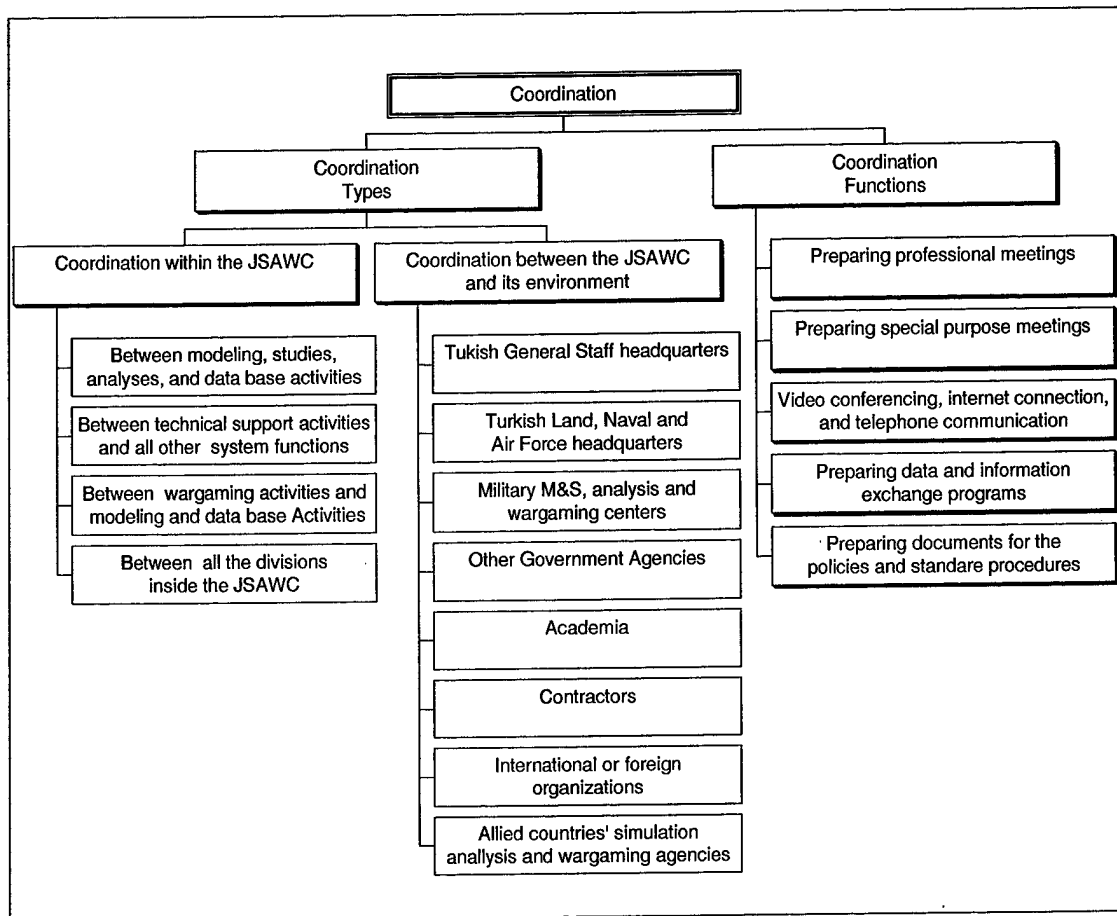 Coordination
Coordination
Types
Coordination
Functions
Coordination within the JSAWC
Coordination between the JSAWC
and its environment
Between modeling, studies,
analyses, and data base activities
Between technical support activities
and all other system functions
Between wargaming activities and
modeling and data base Activities
Between all the divisions
inside the JSAWC
Tukish General Staff headquarters
Turkish Land, Naval and
Air Force headquarters
Military M&S, analysis and
wargaming centers
Other Government Agencies
Academia
Contractors
International or foreign
organizations
Allied countries' simulation
anallysis and wargaming agencies
Preparing professional meetings
Preparing special purpose meetings
Video conferencing, internet connection,
and telephone communication
Preparing data and information
exchange programs
Preparing documents for the
policies and standare procedures